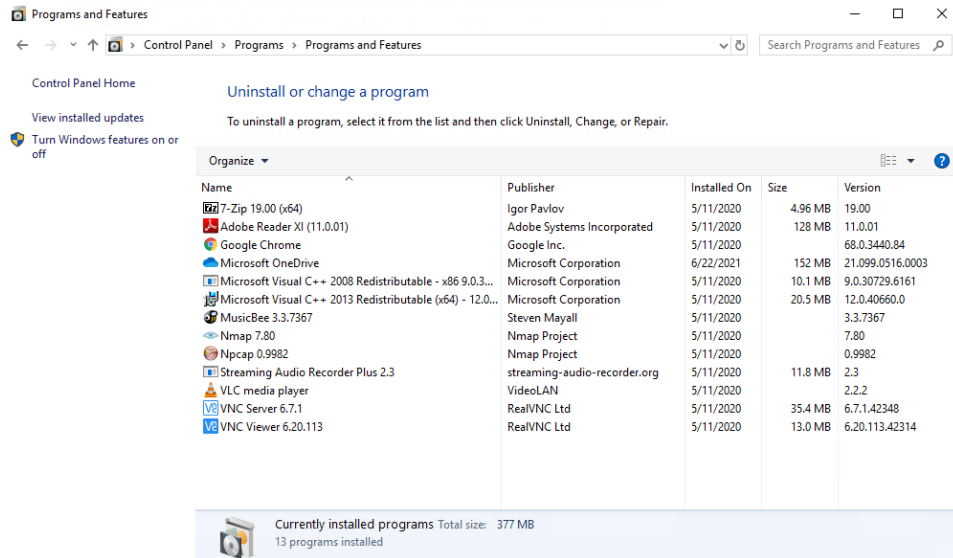 Programs and Features
Control Panel > Programs > Programs and Features
Search Programs and Features
Control Panel Home
View installed updates
Turn Windows features on or
off
Uninstall or change a program
To uninstall a program, select it from the list and then click Uninstall, Change, or Repair.
Organize
Name Publisher Installed On Size Version
7-Zip 19.00 (x64) Igor Pavlov 5/11/2020 4.96 MB 19.00
Adobe Reader XI (11.0.01) Adobe Systems Incorporated 5/11/2020 128 MB 11.0.01
Google Chrome Google Inc. 5/11/2020 68.0.3440.84
Microsoft OneDrive Microsoft Corporation 6/22/2021 152 MB 21.099.0516.0003
Microsoft Visual C++ 2008 Redistributable - x86 9.0.3... Microsoft Corporation 5/11/2020 10.1 MB 9.0.30729.6161
Microsoft Visual C++ 2013 Redistributable (x64) - 12.0... Microsoft Corporation 5/11/2020 20.5 MB 12.0.40660.0
MusicBee 3.3.7367 Steven Mayall 5/11/2020 3.3.7367
Nmap 7.80 Nmap Project 5/11/2020 7.80
Npcap 0.9982 Nmap Project 5/11/2020 0.9982
Streaming Audio Recorder Plus 2.3 streaming-audio-recorder.org 5/11/2020 11.8 MB 2.3
VLC media player VideoLAN 5/11/2020 2.2.2
VNC Server 6.7.1 RealVNC Ltd 5/11/2020 35.4 MB 6.7.1.42348
VNC Viewer 6.20.113 RealVNC Ltd 5/11/2020 13.0 MB 6.20.113.42314
Currently installed programs Total size: 377 MB
13 programs installed